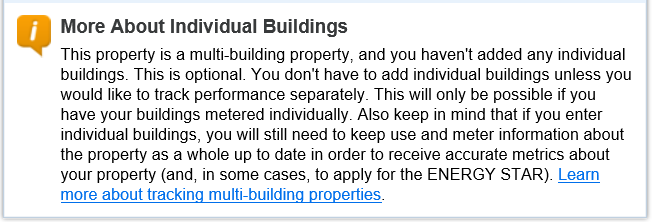 More About Individual Buildings
This property is a multi-building property, and you haven't added any individual
buildings. This is optional. You don't have to add individual buildings unless you
would like to track performance separately. This will only be possible if you
have your buildings metered individually. Also keep in mind that if you enter
individual buildings, you will still need to keep use and meter information about
the property as a whole up to date in order to receive accurate metrics about
your property (and, in some cases, to apply for the ENERGY STAR). Learn
more about tracking multi-building properties.